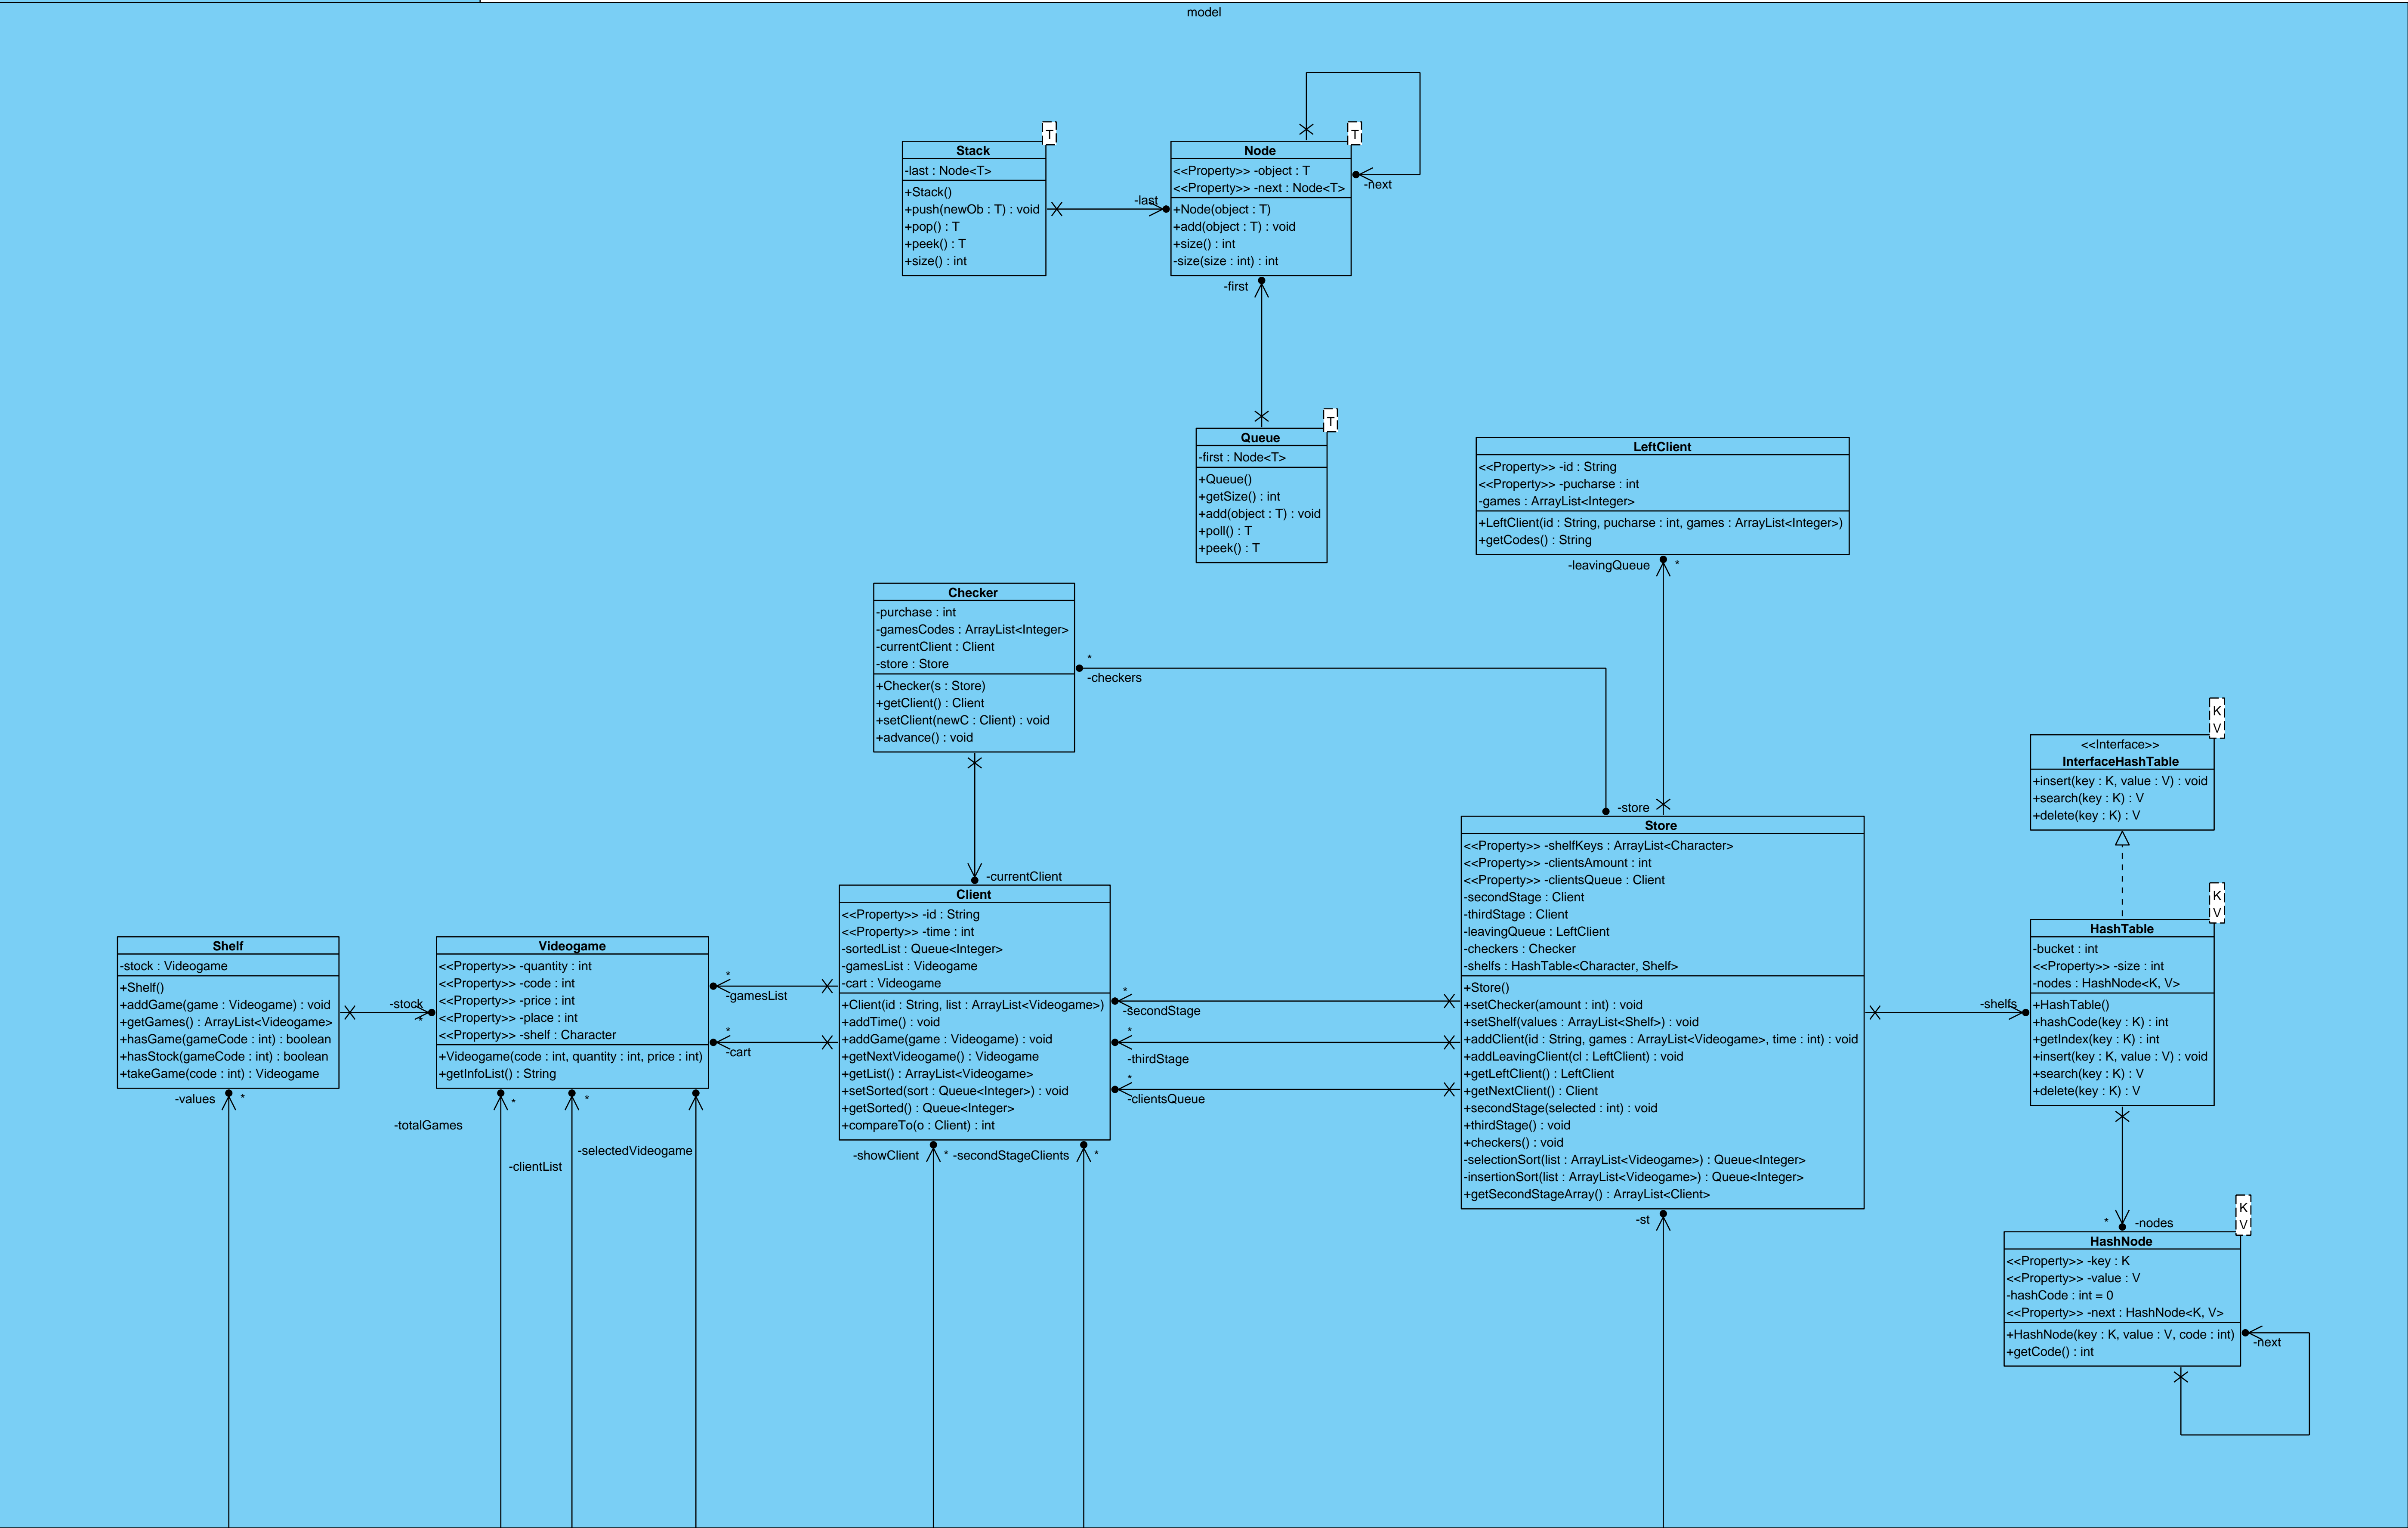 model
T
Stack
-last : Node<T>
+Stack()
+push(newOb : T) : void
+pop() : T
+peek() : T
+size() : int
-last
T
Node
<<Property>> -object : T
<<Property>> -next : Node<T>
+Node(object : T)
+add(object : T) : void
+size() : int
-size(size : int) : int
-next
-first
T
Queue
-first : Node<T>
+Queue()
+getSize() : int
+add(object : T) : void
+poll() : T
+peek() : T
LeftClient
<<Property>> -id : String
<<Property>> -pucharse : int
-games : ArrayList<Integer>
+LeftClient(id : String, pucharse : int, games : ArrayList<Integer>)
+getCodes() : String
-leavingQueue *
Checker
-purchase : int
-gamesCodes : ArrayList<Integer>
-currentClient : Client
-store : Store
+Checker(s : Store)
+getClient() : Client
+setClient(newC : Client) : void
+advance() : void
*
-checkers
-store
-currentClient
K
V
<<Interface>>
InterfaceHashTable
+insert(key : K, value : V) : void
+search(key : K) : V
+delete(key : K) : V
Shelf
-stock : Videogame
+Shelf()
+addGame(game : Videogame) : void
+getGames() : ArrayList<Videogame>
+hasGame(gameCode : int) : boolean
+hasStock(gameCode : int) : boolean
+takeGame(code : int) : Videogame
-values *
-stock
*
Videogame
<<Property>> -quantity : int
<<Property>> -code : int
<<Property>> -price : int
<<Property>> -place : int
<<Property>> -shelf : Character
+Videogame(code : int, quantity : int, price : int)
+getInfoList() : String
*
-totalGames
*
-clientList
-selectedVideogame
*
-gamesList
*
-cart
Client
<<Property>> -id : String
<<Property>> -time : int
-sortedList : Queue<Integer>
-gamesList : Videogame
-cart : Videogame
+Client(id : String, list : ArrayList<Videogame>)
+addTime() : void
+addGame(game : Videogame) : void
+getNextVideogame() : Videogame
+getList() : ArrayList<Videogame>
+setSorted(sort : Queue<Integer>) : void
+getSorted() : Queue<Integer>
+compareTo(o : Client) : int
-showClient *
-secondStageClients *
*
-secondStage
*
-thirdStage
*
-clientsQueue
Store
<<Property>> -shelfKeys : ArrayList<Character>
<<Property>> -clientsAmount : int
<<Property>> -clientsQueue : Client
-secondStage : Client
-thirdStage : Client
-leavingQueue : LeftClient
-checkers : Checker
-shelfs : HashTable<Character, Shelf>
+Store()
+setChecker(amount : int) : void
+setShelf(values : ArrayList<Shelf>) : void
+addClient(id : String, games : ArrayList<Videogame>, time : int) : void
+addLeavingClient(cl : LeftClient) : void
+getLeftClient() : LeftClient
+getNextClient() : Client
+secondStage(selected : int) : void
+thirdStage() : void
+checkers() : void
-selectionSort(list : ArrayList<Videogame>) : Queue<Integer>
-insertionSort(list : ArrayList<Videogame>) : Queue<Integer>
+getSecondStageArray() : ArrayList<Client>
-st
-shelfs
K
V
HashTable
-bucket : int
<<Property>> -size : int
-nodes : HashNode<K, V>
+HashTable()
+hashCode(key : K) : int
+getIndex(key : K) : int
+insert(key : K, value : V) : void
+search(key : K) : V
+delete(key : K) : V
* -nodes
K
V
HashNode
<<Property>> -key : K
<<Property>> -value : V
-hashCode : int = 0
<<Property>> -next : HashNode<K, V>
+HashNode(key : K, value : V, code : int)
+getCode() : int
-next